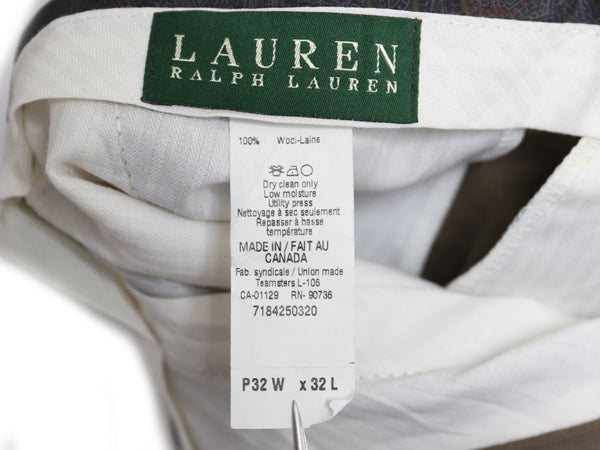 LAUREN
RALPH LAUREN
100% Wool-Laine
Dry clean only
Low moisture
Utility press
Nettoyage à sec seulement
Repasser à basse
température
MADE IN / FAIT AU
CANADA
Fab. syndicale / Union made
Teamsters L-106
CA-01129 RN-90736
7184250320
P32 W x 32 L